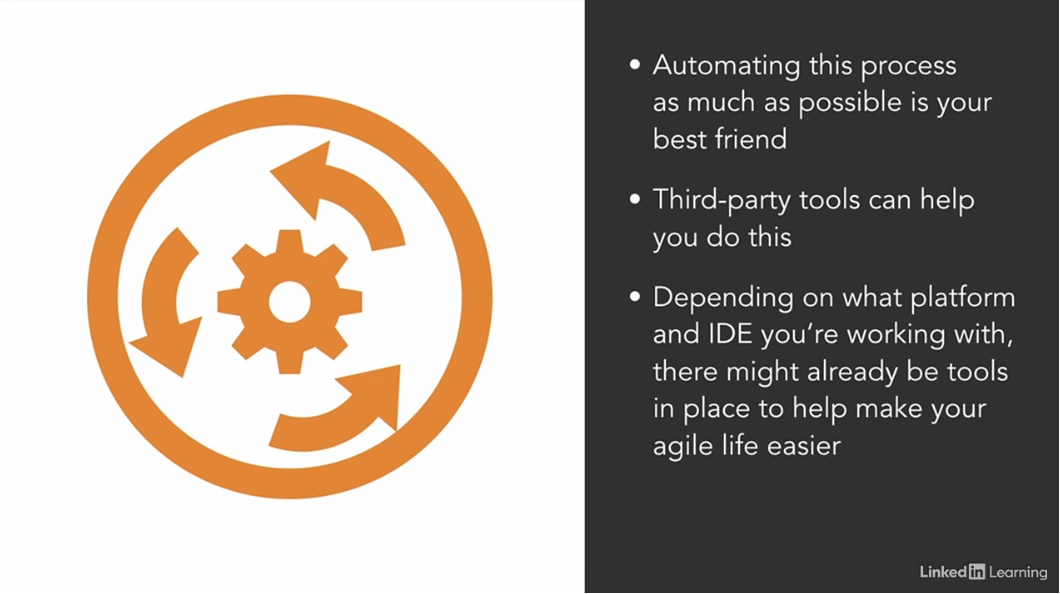 • Automating this process
as much as possible is your
best friend
• Third-party tools can help
you do this
• Depending on what platform
and IDE you’re working with,
there might already be tools
in place to help make your
agile life easier
Linked in Learning